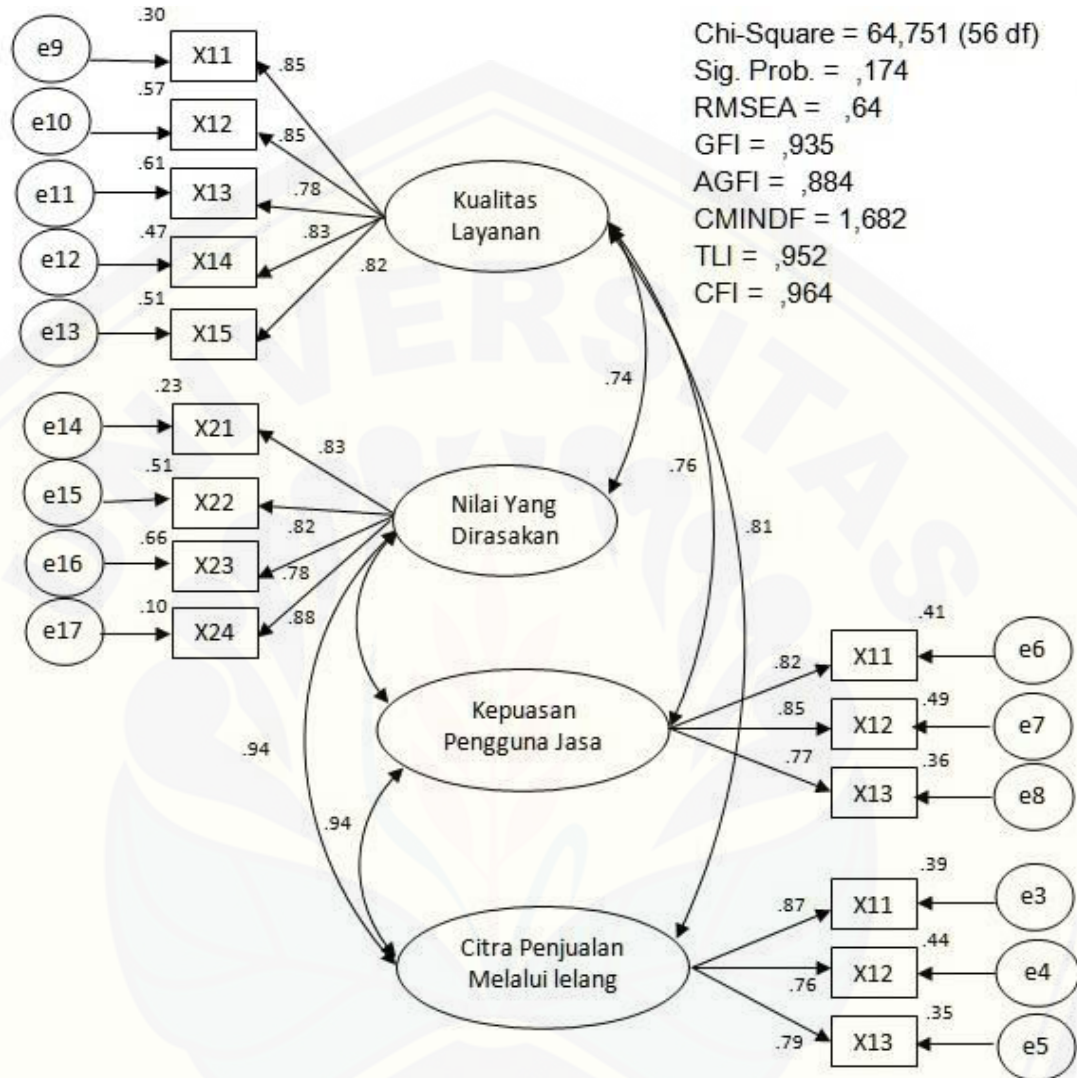 Chi-Square = 64,751 (56 df)
Sig. Prob. = ,174
RMSEA = ,64
GFI = ,935
AGFI = ,884
CMINDF = 1,682
TLI = ,952
CFI = ,964
.30
e9
X11
.85
.57
e10
X12
.85
.61
e11
X13
.78
.47
e12
X14
.83
.51
e13
X15
.82
Kualitas
Layanan
.74
.76
.81
.23
e14
X21
.83
.51
e15
X22
.82
.66
e16
X23
.78
.10
e17
X24
.88
Nilai Yang
Dirasakan
.94
.94
Kepuasan
Pengguna Jasa
.82
X11
.41
e6
.85
X12
.49
e7
.77
X13
.36
e8
Citra Penjualan
Melalui lelang
.87
X11
.39
e3
.76
X12
.44
e4
.79
X13
.35
e5
UNIVERSITAS